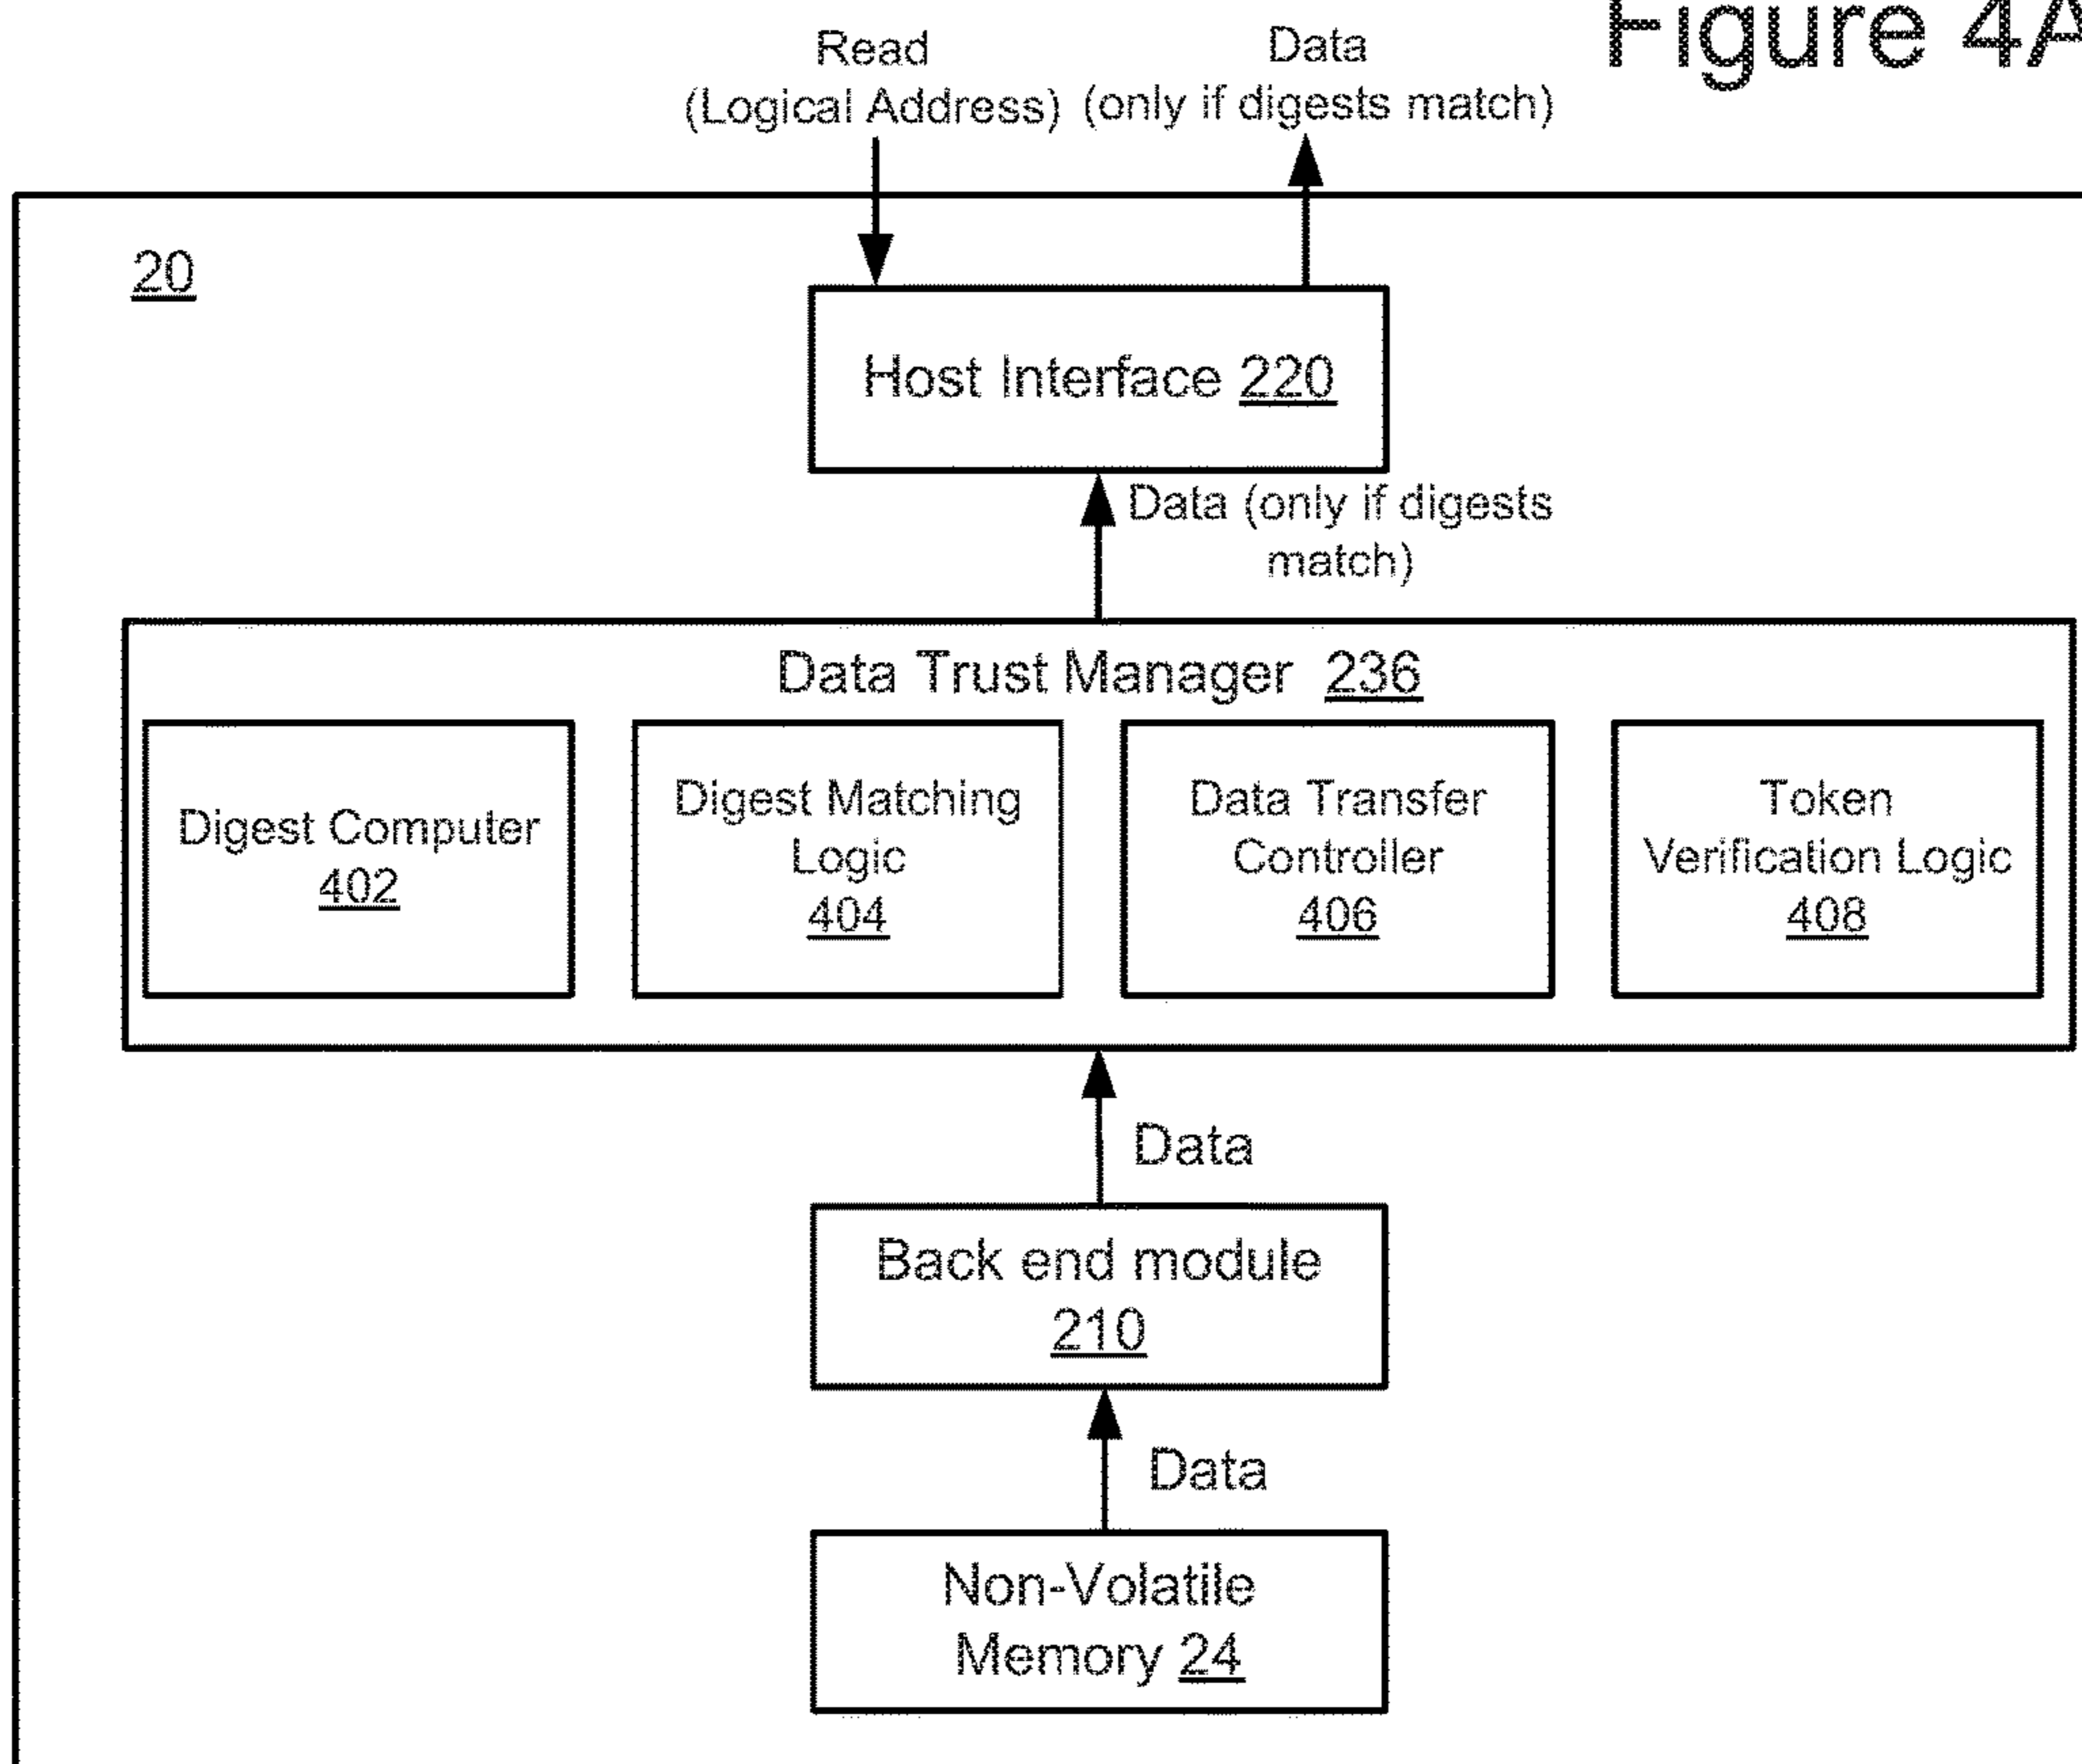 Figure 4A
Read
(Logical Address)
Data
(only if digests match)
20
Host Interface 220
Data (only if digests
match)
Data Trust Manager 236
Digest Computer
402
Digest Matching
Logic
404
Data Transfer
Controller
406
Token
Verification Logic
408
Data
Back end module
210
Data
Non-Volatile
Memory 24